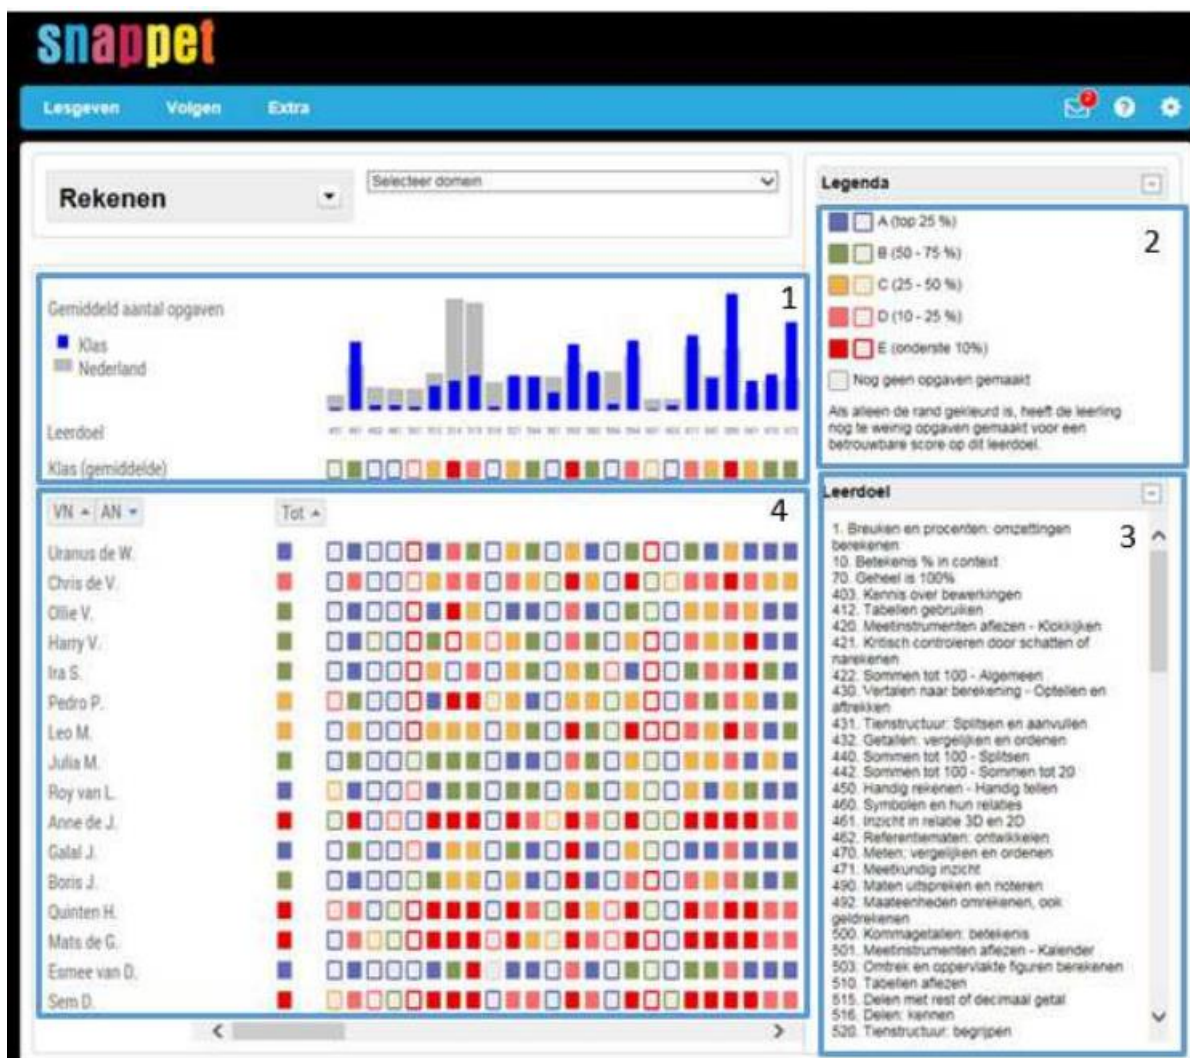 snappet
Lesgeven Volgen Extra
Rekenen
Selecteer domein
Legenda
A (top 25 %)
2
B (50 - 75 %)
C (25 - 50 %)
D (10 - 25 %)
E (onderste 10%)
Nog geen opgaven gemaakt
Als alleen de rand gekleurd is, heeft de leerling
nog te weinig opgaven gemaakt voor een
betrouwbare score op dit leerdoel.
1
Gemiddeld aantal opgaven
Klas
Nederland
Leerdoel
Klas (gemiddelde)
VN AN Tot
4
Uranus de W.
Chris de V.
Ollie V.
Harry V.
Ira S.
Pedro P.
Leo M.
Julia M.
Roy van L.
Anne de J.
Galal J.
Boris J.
Quinten H.
Mats de G.
Esmee van D.
Sem D.
Leerdoel
3
1. Breuken en procenten: omzettingen
berekenen
10. Betekenis % in context
70. Geheel is 100%
403. Kennis over bewerkingen
412. Tabellen gebruiken
420. Meetinstrumenten aflezen - Klokkijken
421. Kritisch controleren door schatten of
narekenen
422. Sommen tot 100 - Algemeen
430. Vertalen naar berekening - Optellen en
aftrekken
431. Tienstructuur: Splitsen en aanvullen
432. Getallen: vergelijken en ordenen
440. Sommen tot 100 - Splitsen
442. Sommen tot 100 - Sommen tot 20
450. Handig rekenen - Handig tellen
460. Symbolen en hun relaties
461. Inzicht in relatie 3D en 2D
462. Referentiematen: ontwikkelen
470. Meten: vergelijken en ordenen
471. Meetkundig inzicht
490. Maten uitspreken en noteren
492. Maateenheden omrekenen, ook
geldrekenen
500. Kommagetallen: betekenis
501. Meetinstrumenten aflezen - Kalender
503. Omtrek en oppervlakte figuren berekenen
510. Tabellen aflezen
515. Delen met rest of decimaal getal
516. Delen: kennen
520. Tienstructuur: begrijpen